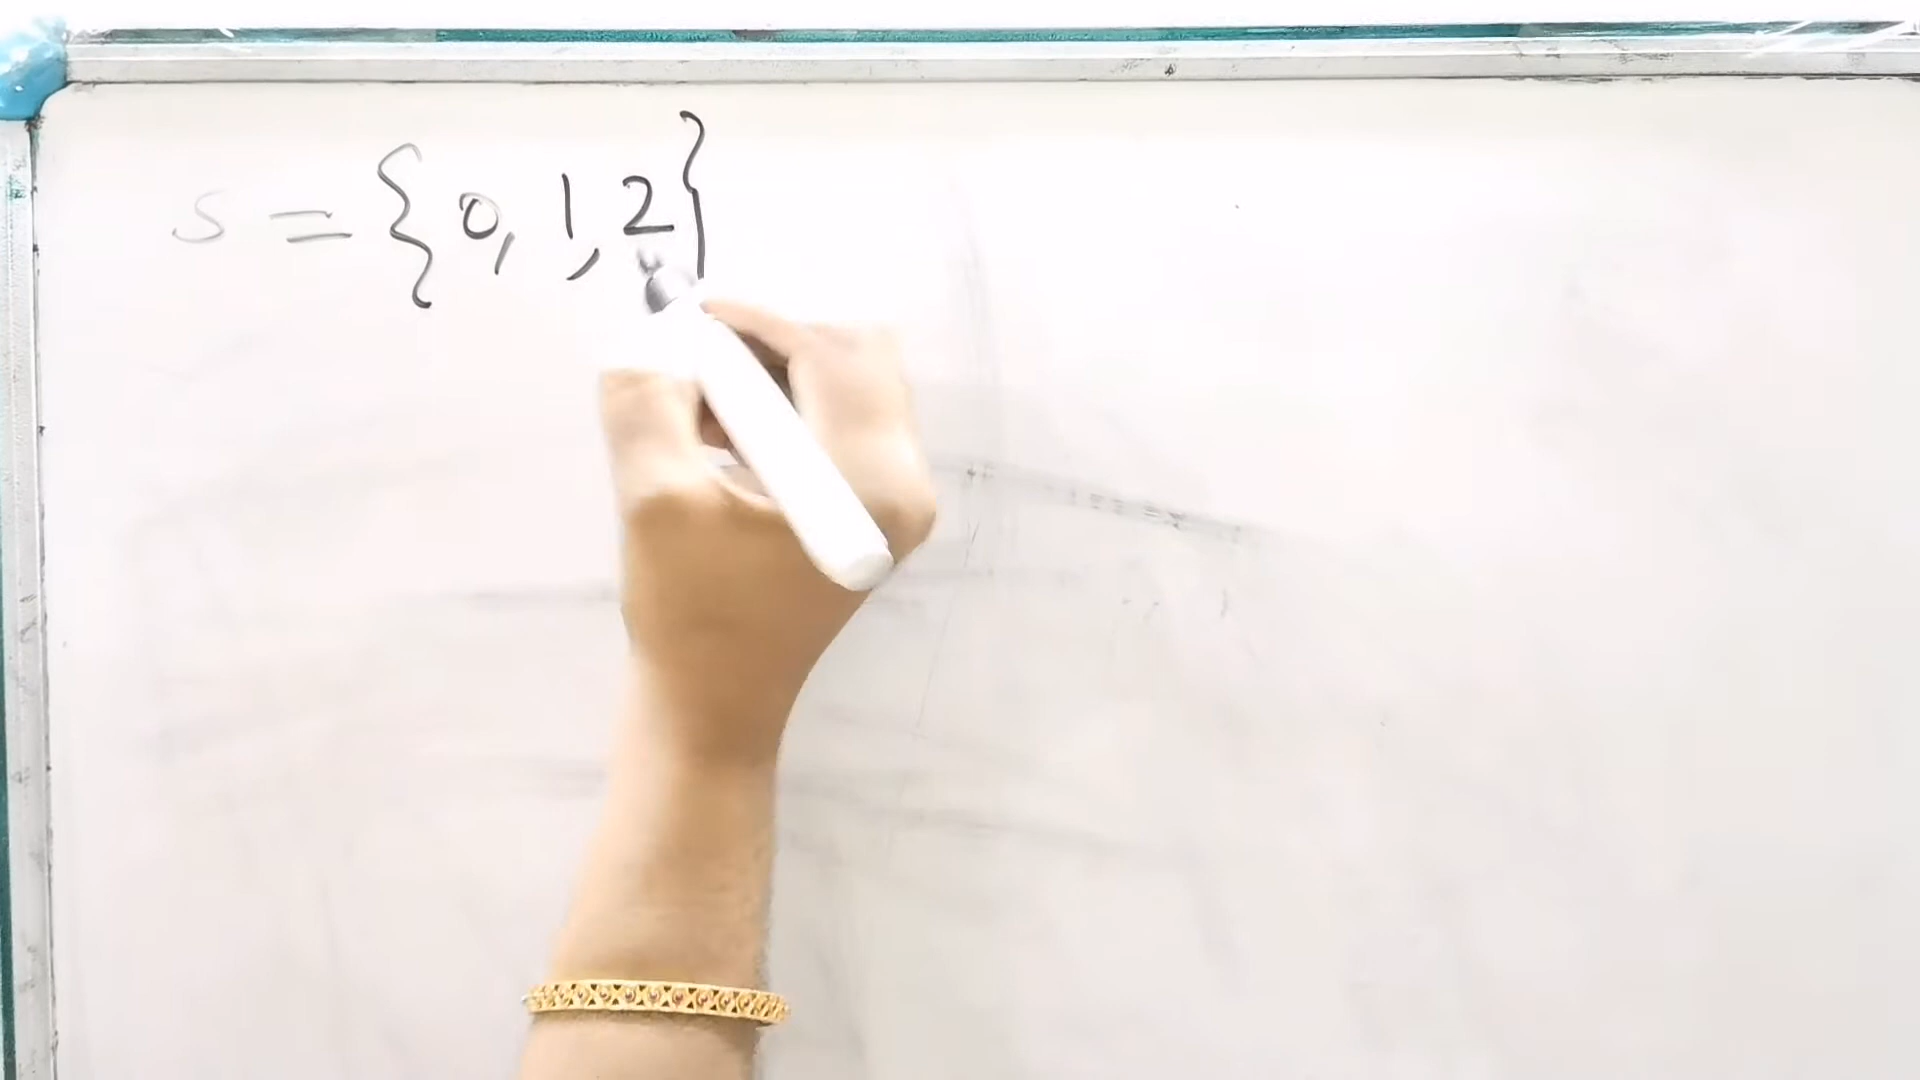 S = {0, 1, 2}